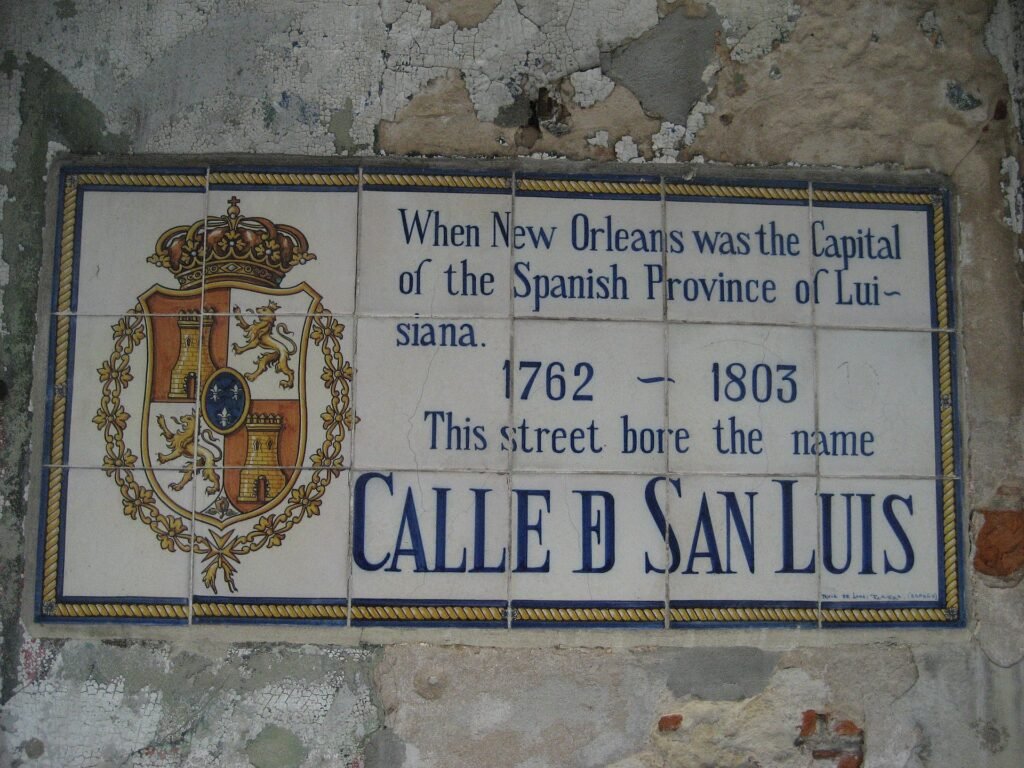 When New Orleans was the Capital
of the Spanish Province of Lui~
siana.
1762 ~ 1803
This street bore the name
CALLE D SAN LUIS